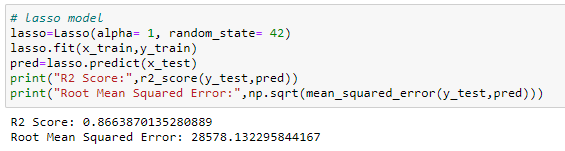 # lasso model
lasso=Lasso(alpha= 1, random_state= 42)
lasso.fit(x_train,y_train)
pred=lasso.predict(x_test)
print("R2 Score:",r2_score(y_test,pred))
print("Root Mean Squared Error:",np.sqrt(mean_squared_error(y_test,pred)))
R2 Score: 0.8663870135280889
Root Mean Squared Error: 28578.132295844167